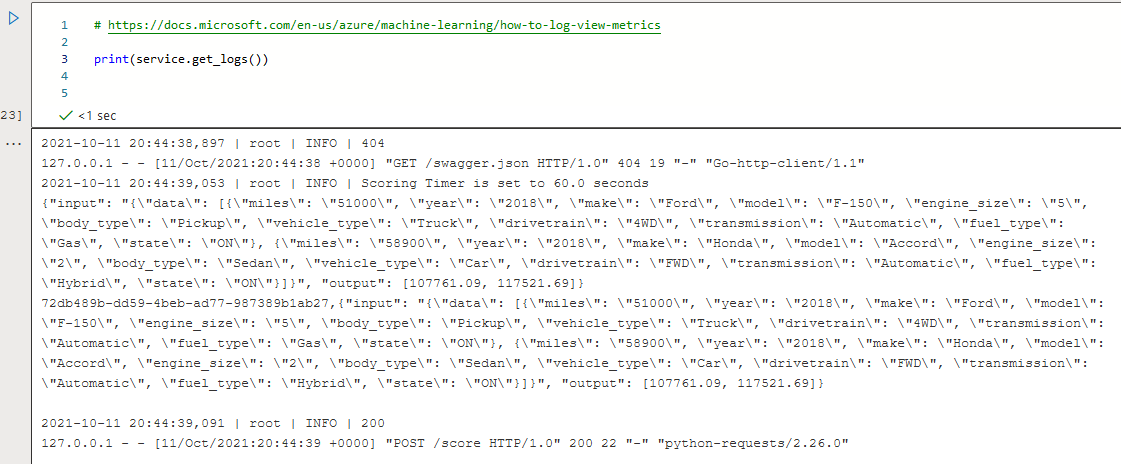 1 # https://docs.microsoft.com/en-us/azure/machine-learning/how-to-log-view-metrics
2
3 print(service.get_logs())
4
5
23] <1 sec
...
2021-10-11 20:44:38,897 | root | INFO | 404
127.0.0.1 - - [11/Oct/2021:20:44:38 +0000] "GET /swagger.json HTTP/1.0" 404 19 "-" "Go-http-client/1.1"
2021-10-11 20:44:39,053 | root | INFO | Scoring Timer is set to 60.0 seconds
{"input": "{\"data\": [{\"miles\": \"51000\", \"year\": \"2018\", \"make\": \"Ford\", \"model\": \"F-150\", \"engine_size\": \"5\",
\"body_type\": \"Pickup\", \"vehicle_type\": \"Truck\", \"drivetrain\": \"4WD\", \"transmission\": \"Automatic\", \"fuel_type\":
\"Gas\", \"state\": \"ON\"}, {\"miles\": \"58900\", \"year\": \"2018\", \"make\": \"Honda\", \"model\": \"Accord\", \"engine_size\":
\"2\", \"body_type\": \"Sedan\", \"vehicle_type\": \"Car\", \"drivetrain\": \"FWD\", \"transmission\": \"Automatic\", \"fuel_type\":
\"Hybrid\", \"state\": \"ON\"}]}", "output": [107761.09, 117521.69]}
72db489b-dd59-4beb-ad77-987389b1ab27,{"input": "{\"data\": [{\"miles\": \"51000\", \"year\": \"2018\", \"make\": \"Ford\", \"model\":
\"F-150\", \"engine_size\": \"5\", \"body_type\": \"Pickup\", \"vehicle_type\": \"Truck\", \"drivetrain\": \"4WD\", \"transmission\":
\"Automatic\", \"fuel_type\": \"Gas\", \"state\": \"ON\"}, {\"miles\": \"58900\", \"year\": \"2018\", \"make\": \"Honda\", \"model\":
\"Accord\", \"engine_size\": \"2\", \"body_type\": \"Sedan\", \"vehicle_type\": \"Car\", \"drivetrain\": \"FWD\", \"transmission\":
\"Automatic\", \"fuel_type\": \"Hybrid\", \"state\": \"ON\"}]}", "output": [107761.09, 117521.69]}
2021-10-11 20:44:39,091 | root | INFO | 200
127.0.0.1 - - [11/Oct/2021:20:44:39 +0000] "POST /score HTTP/1.0" 200 22 "-" "python-requests/2.26.0"